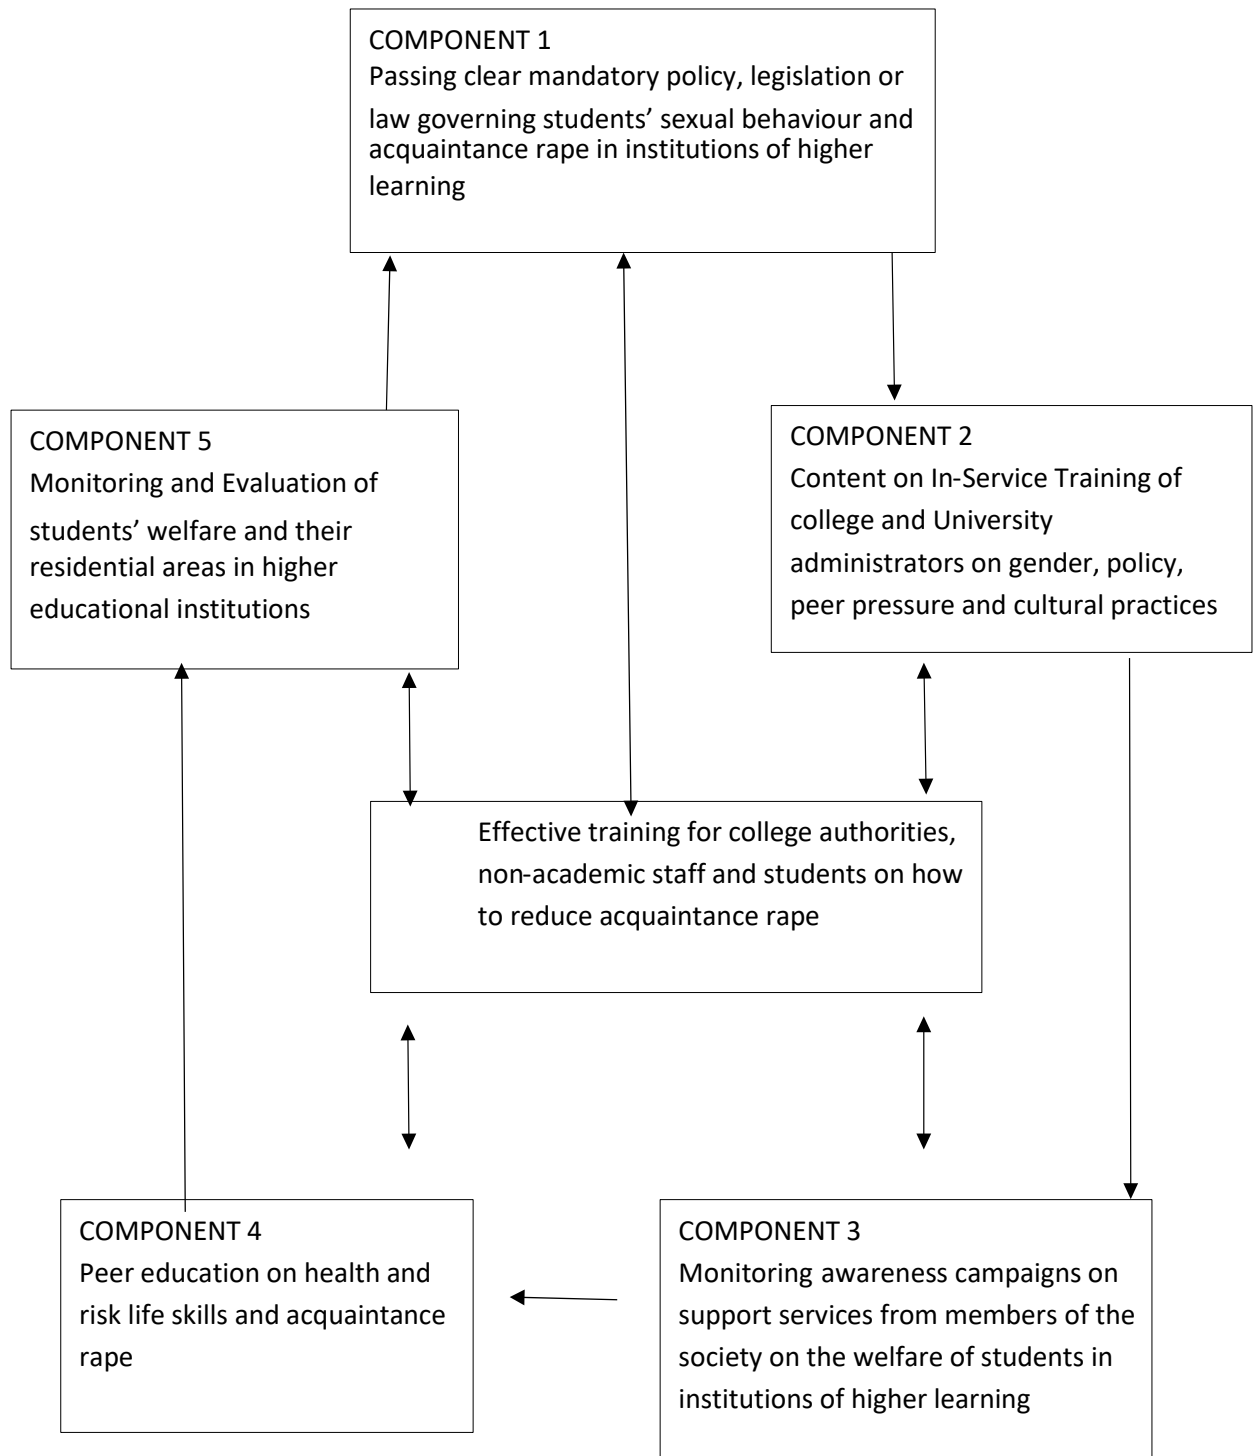 COMPONENT 1
Passing clear mandatory policy, legislation or
law governing students’ sexual behaviour and
acquaintance rape in institutions of higher
learning
COMPONENT 5
Monitoring and Evaluation of
students’ welfare and their
residential areas in higher
educational institutions
COMPONENT 2
Content on In-Service Training of
college and University
administrators on gender, policy,
peer pressure and cultural practices
Effective training for college authorities,
non-academic staff and students on how
to reduce acquaintance rape
COMPONENT 4
Peer education on health and
risk life skills and acquaintance
rape
COMPONENT 3
Monitoring awareness campaigns on
support services from members of the
society on the welfare of students in
institutions of higher learning